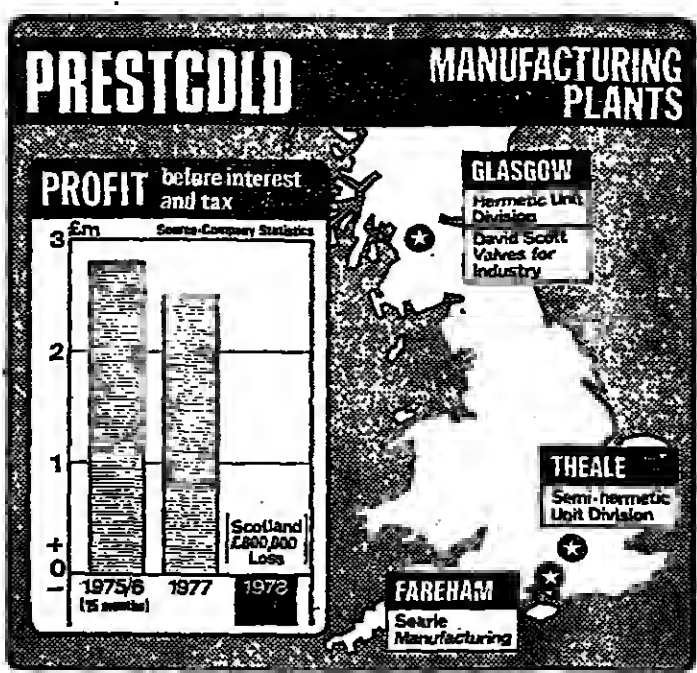 PRESTCOLD
MANUFACTURING
PLANTS
PROFIT before interest
and tax
£m Source-Company Statistics
3
2
1
+
0
–
Scotland
£800,000
Loss
1975/6 1977 1978
(15 months)
GLASGOW
Hermetic Unit
Division
David Scott
Valves for
Industry
THEALE
Semi-hermetic
Unit Division
FAREHAM
Searle
Manufacturing